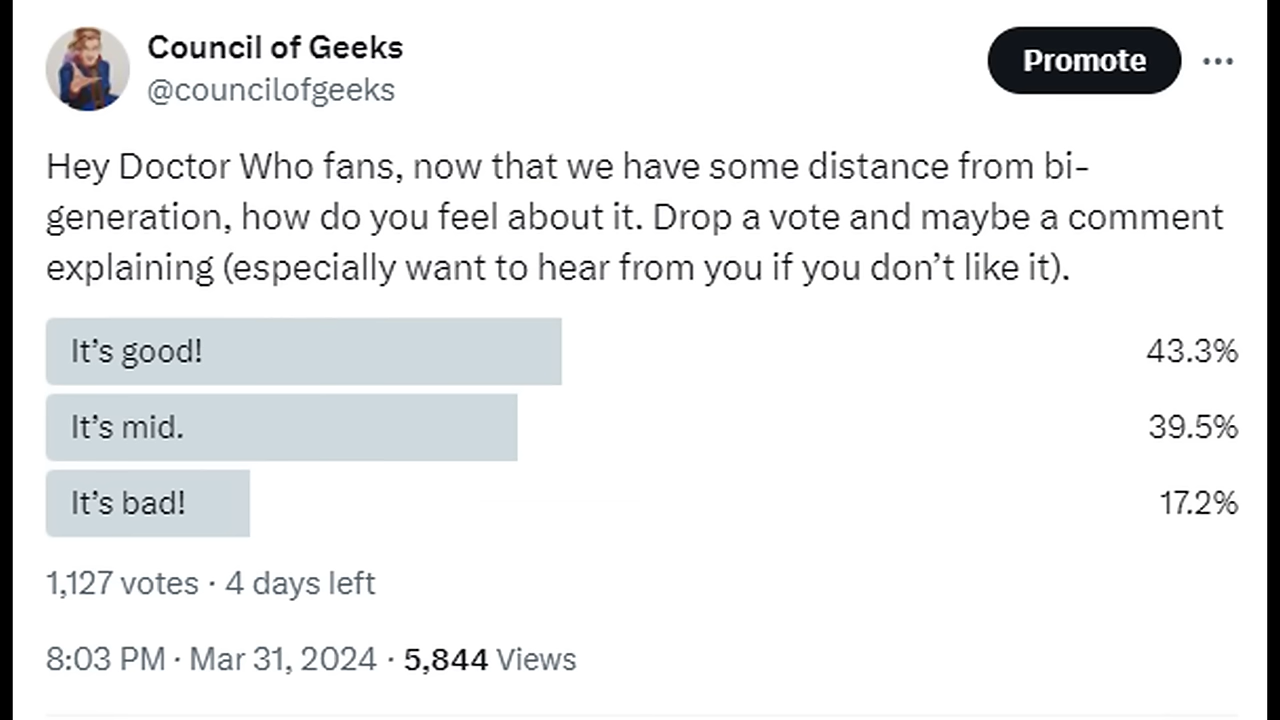 Council of Geeks
Promote
@councilofgeeks
Hey Doctor Who fans, now that we have some distance from bi-
generation, how do you feel about it. Drop a vote and maybe a comment
explaining (especially want to hear from you if you don’t like it).
It’s good! 43.3%
It’s mid. 39.5%
It’s bad! 17.2%
1,127 votes · 4 days left
8:03 PM · Mar 31, 2024 · 5,844 Views